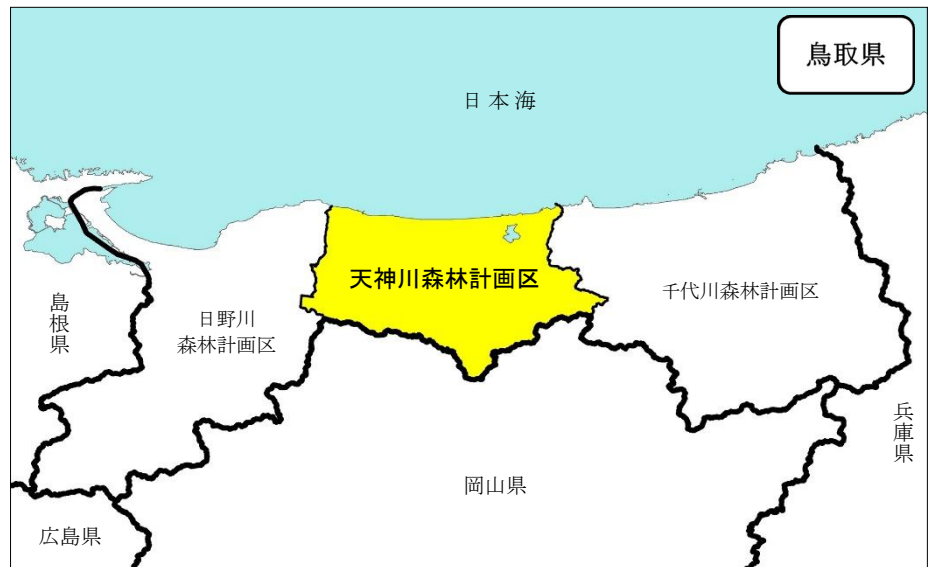 鳥取県
日本海
天神川森林計画区
千代川森林計画区
日野川
森林計画区
島根県
兵庫県
岡山県
広島県